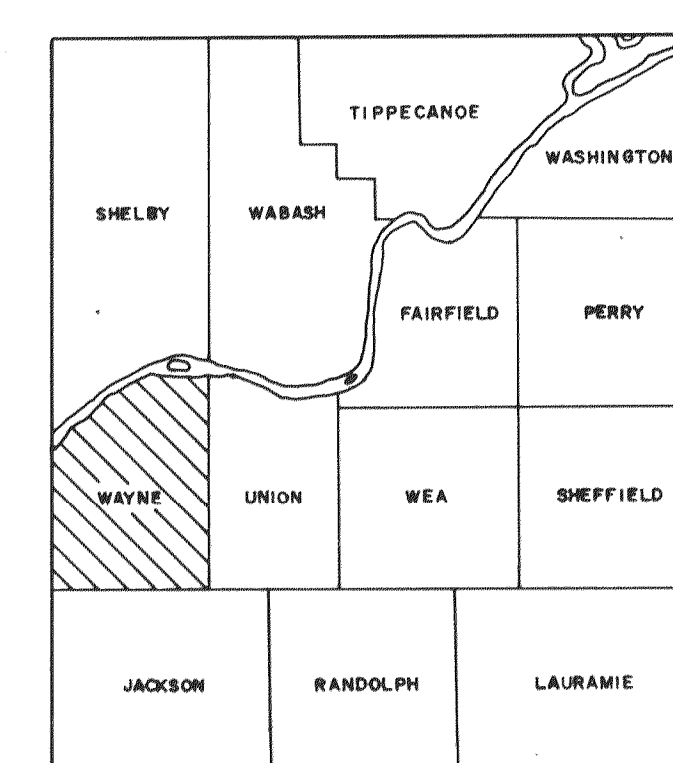 TIPPECANOE
WASHINGTON
SHELBY
WABASH
FAIRFIELD
PERRY
WAYNE
UNION
WEA
SHEFFIELD
JACKSON
RANDOLPH
LAURAMIE